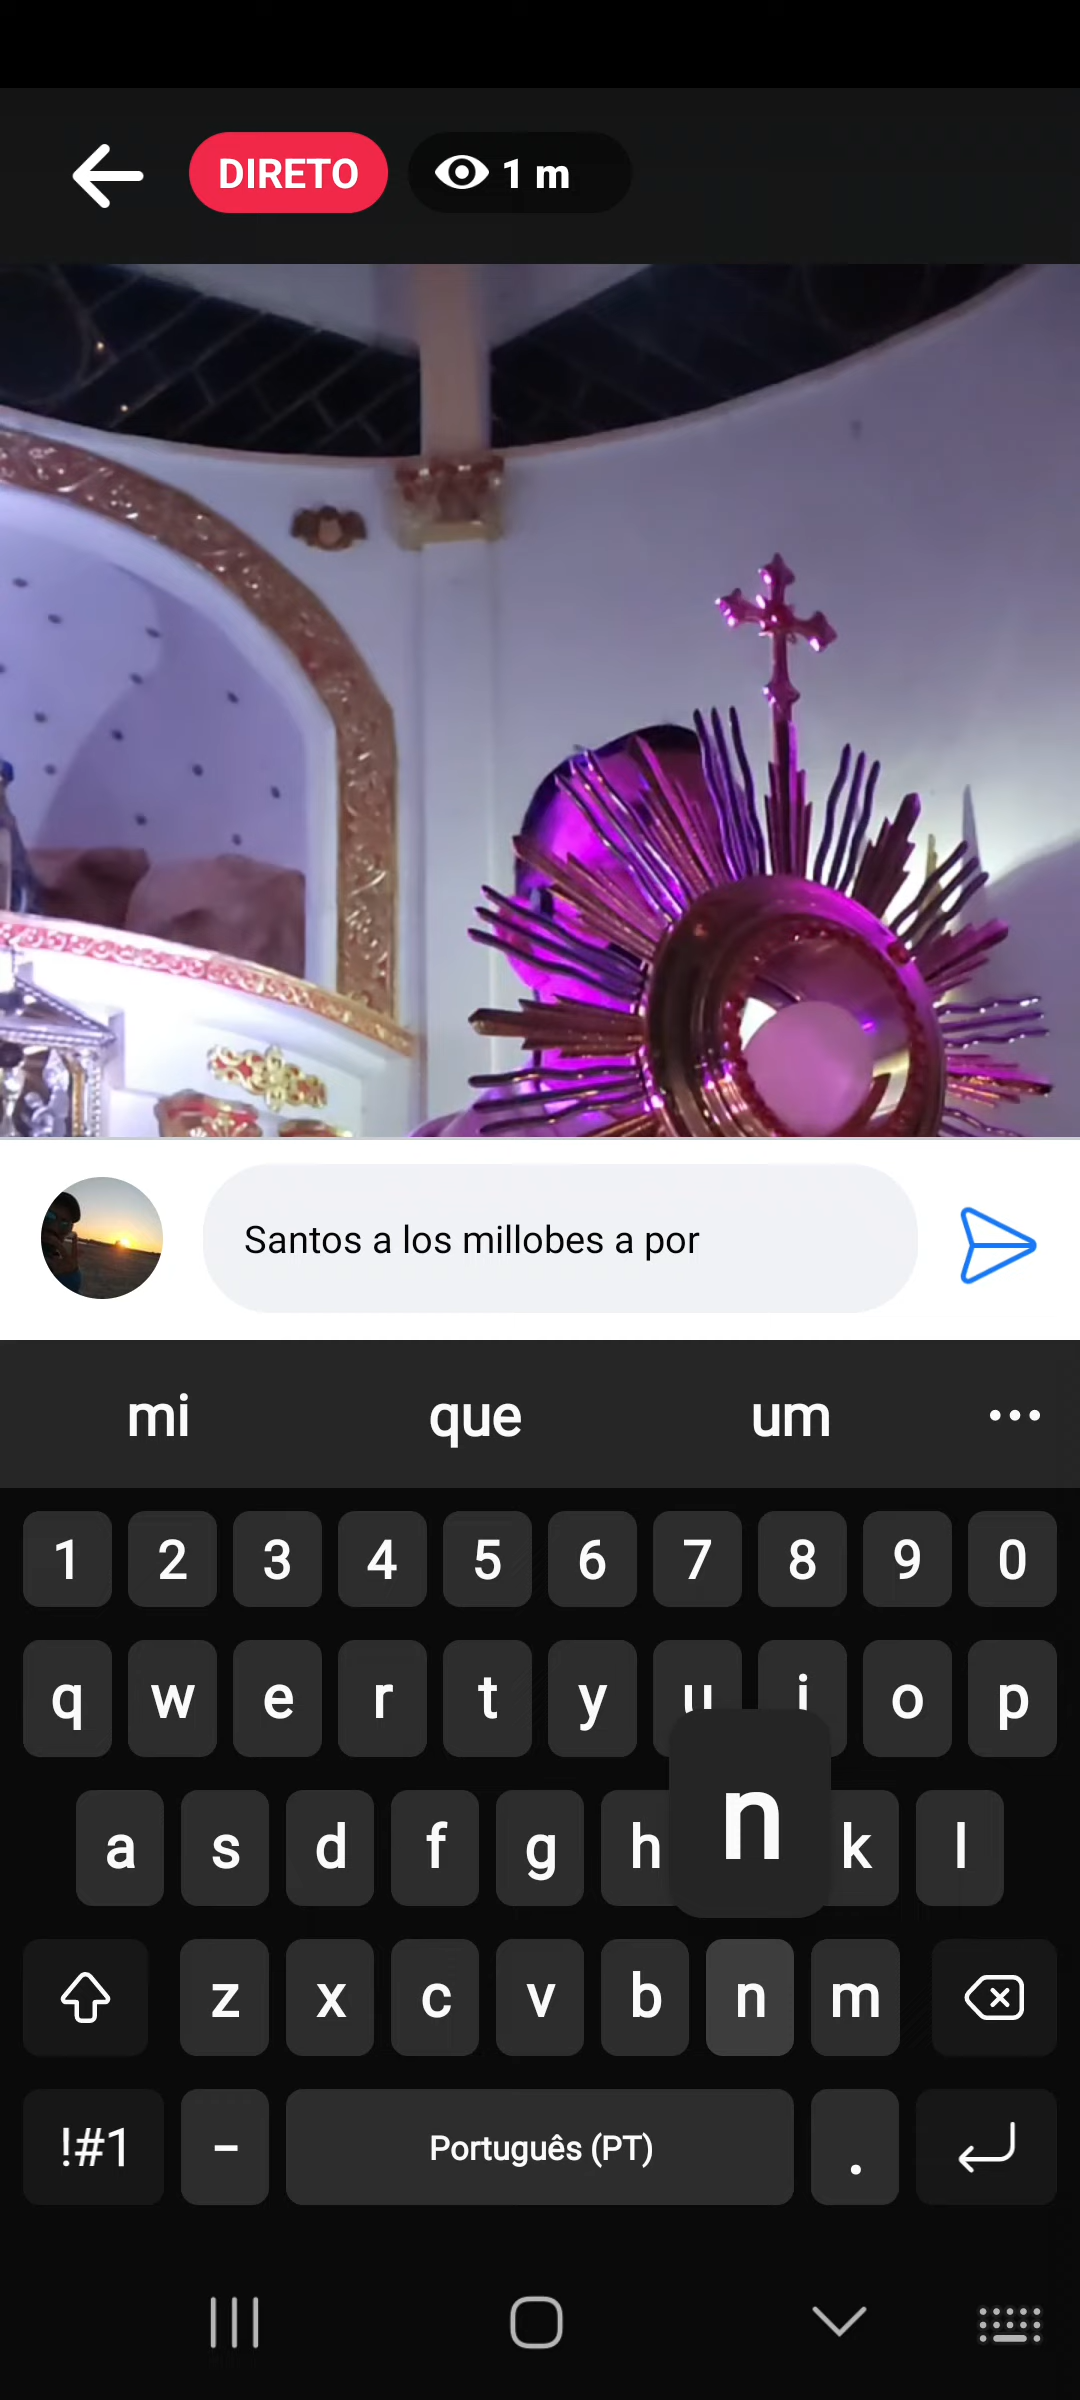 DIRETO
1 m
Santos a los millobes a por
mi que um
1 2 3 4 5 6 7 8 9 0
q w e r t y u i o p
a s d f g h n k l
z x c v b n m
!#1 - Português (PT) .